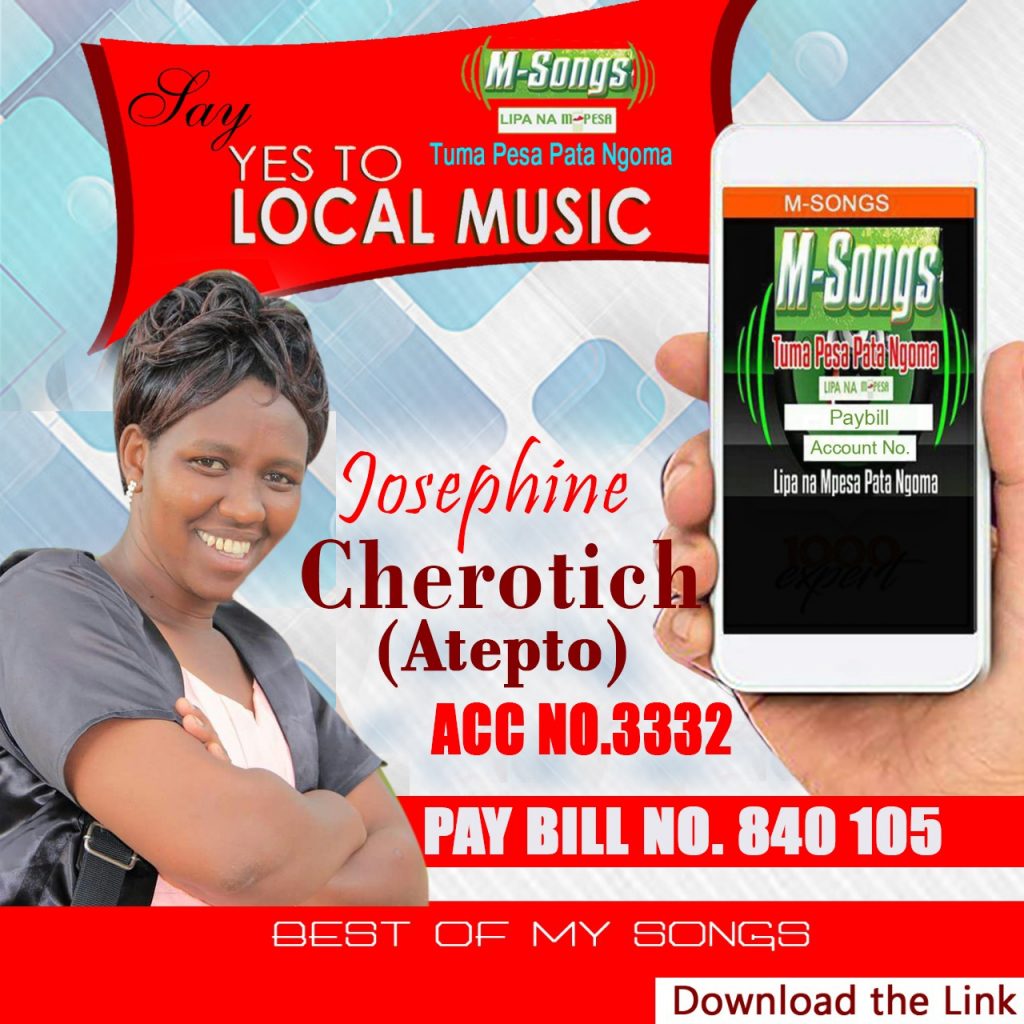 Say
YES TO
LOCAL MUSIC
M-Songs
LIPA NA M-PESA
Tuma Pesa Pata Ngoma
M-SONGS
M-Songs
Tuma Pesa Pata Ngoma
LIPA NA M-PESA
Paybill
Account No.
Lipa na Mpesa Pata Ngoma
1000
expert
Josephine
Cherotich
(Atepto)
ACC NO.3332
PAY BILL NO. 840 105
BEST OF MY SONGS
Download the Link